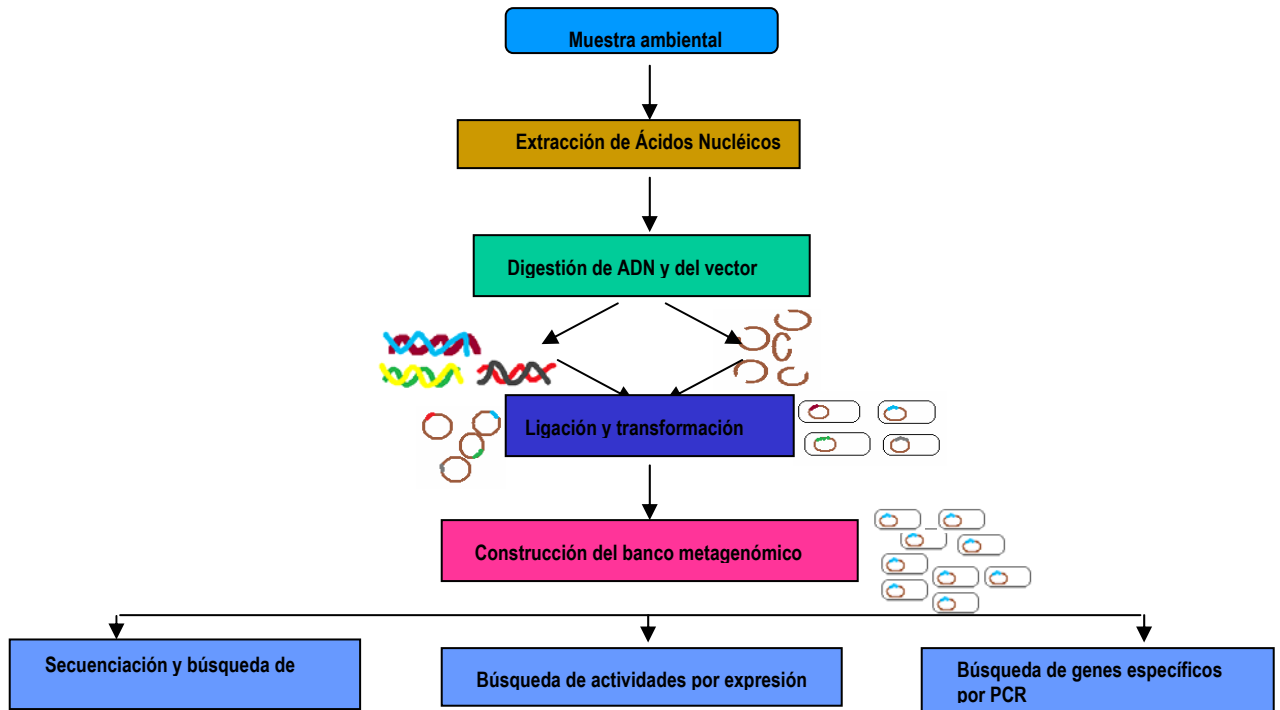 Muestra ambiental
Extracción de Ácidos Nucléicos
Digestión de ADN y del vector
Ligación y transformación
Construcción del banco metagenómico
Secuenciación y búsqueda de
Búsqueda de actividades por expresión
Búsqueda de genes específicos
por PCR